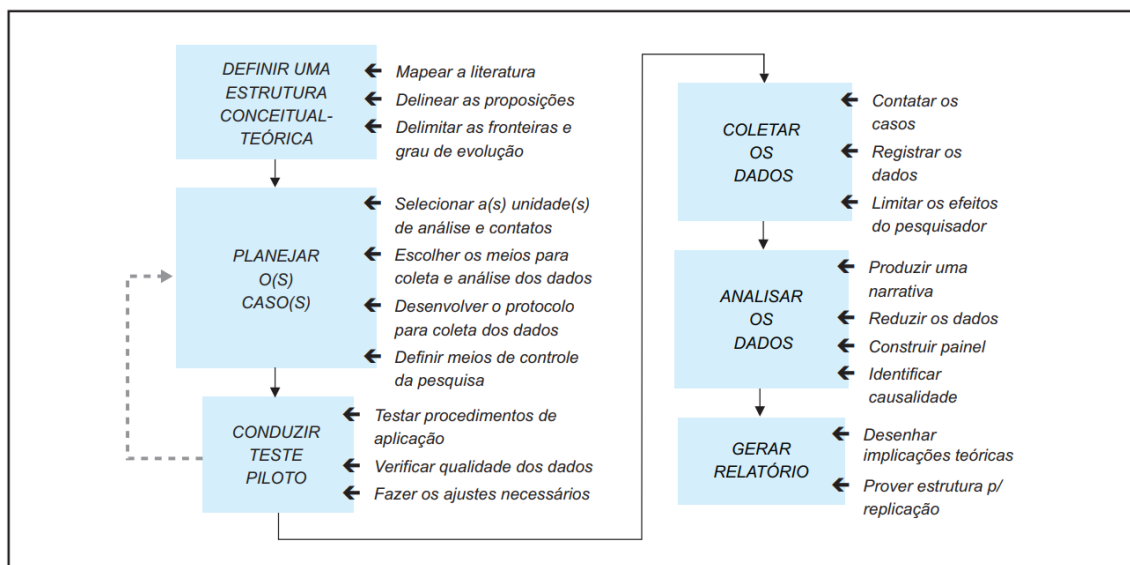 DEFINIR UMA
ESTRUTURA
CONCEITUAL-
TEÓRICA
Mapear a literatura
Delinear as proposições
Delimitar as fronteiras e
grau de evolução
PLANEJAR
O(S)
CASO(S)
Selecionar a(s) unidade(s)
de análise e contatos
Escolher os meios para
coleta e análise dos dados
Desenvolver o protocolo
para coleta dos dados
Definir meios de controle
da pesquisa
CONDUZIR
TESTE
PILOTO
Testar procedimentos de
aplicação
Verificar qualidade dos dados
Fazer os ajustes necessários
COLETAR
OS
DADOS
Contatar os
casos
Registrar os
dados
Limitar os efeitos
do pesquisador
ANALISAR
OS
DADOS
Produzir uma
narrativa
Reduzir os dados
Construir painel
Identificar
causalidade
GERAR
RELATÓRIO
Desenhar
implicações teóricas
Prover estrutura p/
replicação